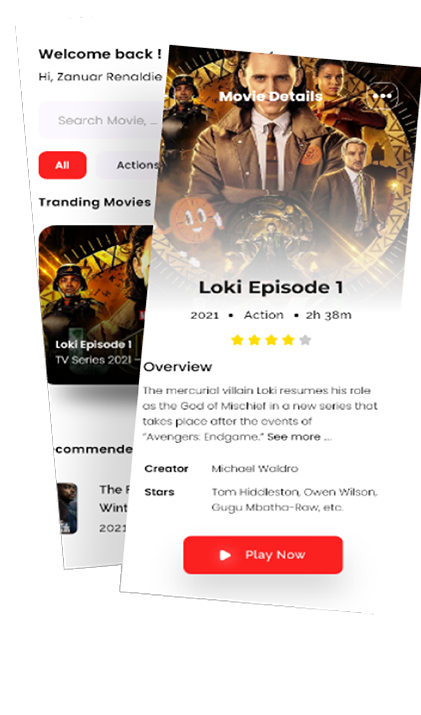 Welcome back !
Hi, Zanuar Renaldie
Search Movie, ...
All
Actions
Tranding Movies
Loki Episode 1
TV Series 2021 –
commende
The F
Wint
2021
Movie Details
Loki Episode 1
2021 • Action • 2h 38m
Overview
The mercurial villain Loki resumes his role
as the God of Mischief in a new series that
takes place after the events of
“Avengers: Endgame.” See more ...
Creator Michael Waldro
Stars Tom Hiddleston, Owen Wilson,
Gugu Mbatha-Raw, etc.
Play Now